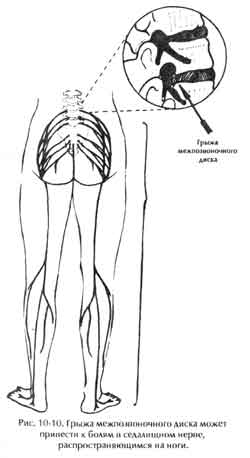 Грыжа
межпозвоночного
диска
Рис. 10-10. Грыжа межпозвоночного диска может
привести к болям в седалищном нерве,
распространяющимся на ноги.